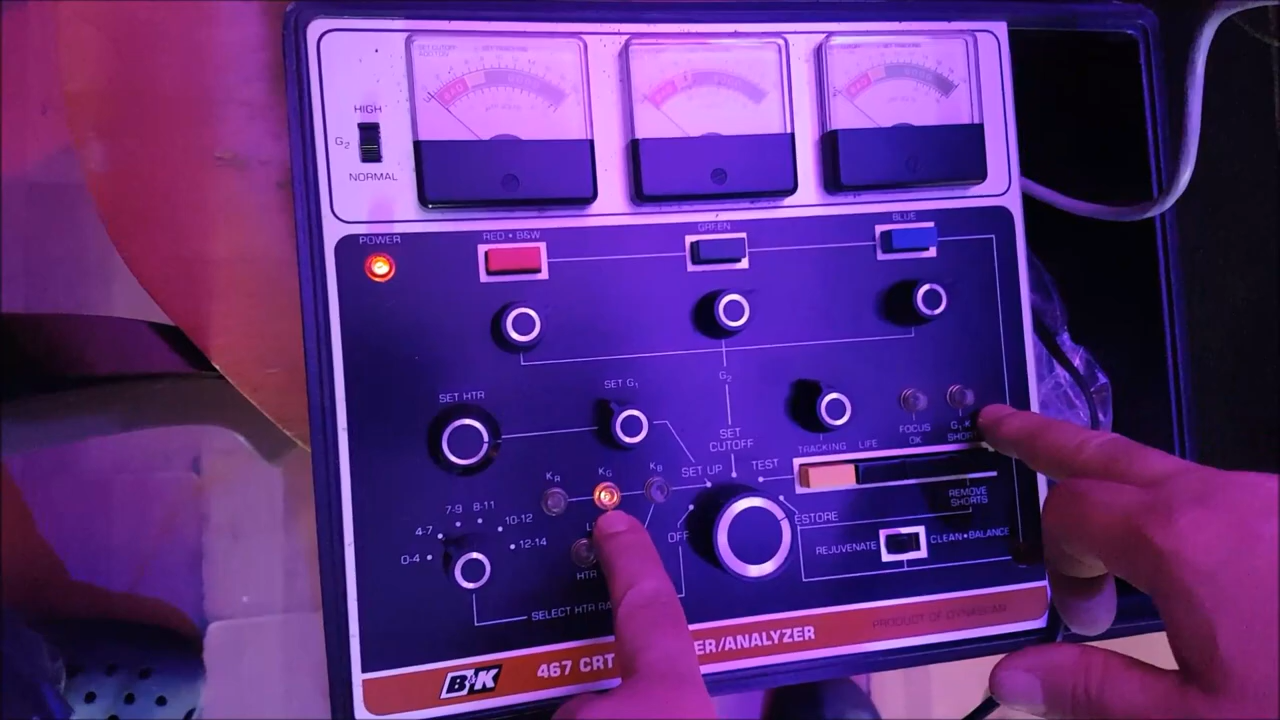 HIGH
G2
NORMAL
POWER
RED • B&W
GREEN
BLUE
SET HTR
SET G1
G2
SET
CUTOFF
SET UP
TEST
TRACKING
LIFE
FOCUS
OK
G1-K
REMOVE
SHORTS
KR
KG
KB
7-9
8-11
4-7
10-12
0-4
12-14
OFF
ESTORE
REJUVENATE
CLEAN•BALANCE
HTR
SELECT HTR RA
B&K
467 CRT
ER/ANALYZER
PRODUCT OF DYNASCAN